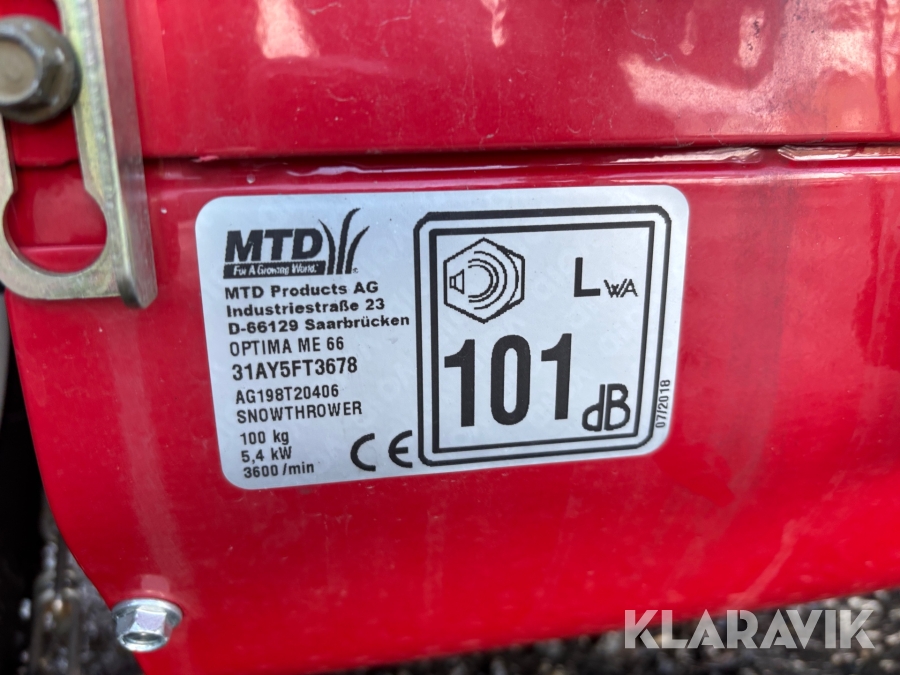 MTD
For A Growing World.
MTD Products AG
Industriestraße 23
D-66129 Saarbrücken
OPTIMA ME 66
31AY5FT3678
AG198T20406
SNOWTHROWER
100 kg
5,4 kW
3600 /min
CE
LWA
101 dB
07/2018
KLARAVIK